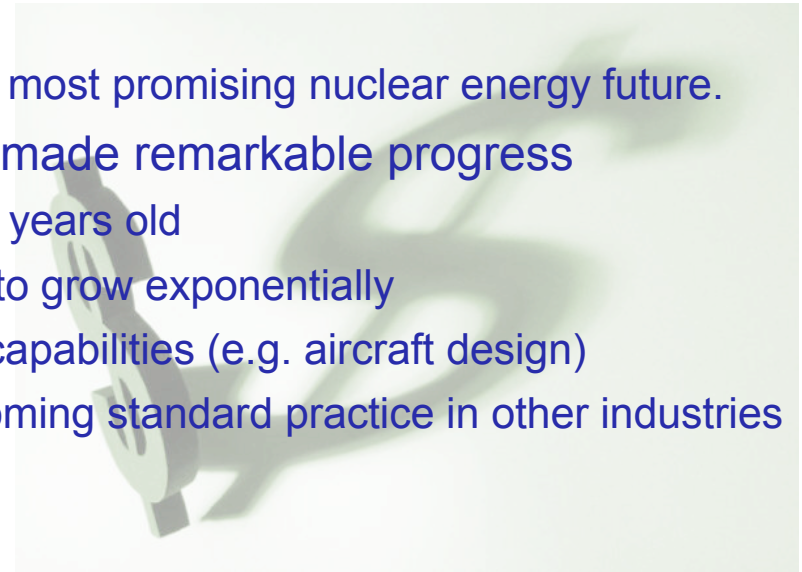 most promising nuclear energy future.
made remarkable progress
years old
to grow exponentially
capabilities (e.g. aircraft design)
oming standard practice in other industries